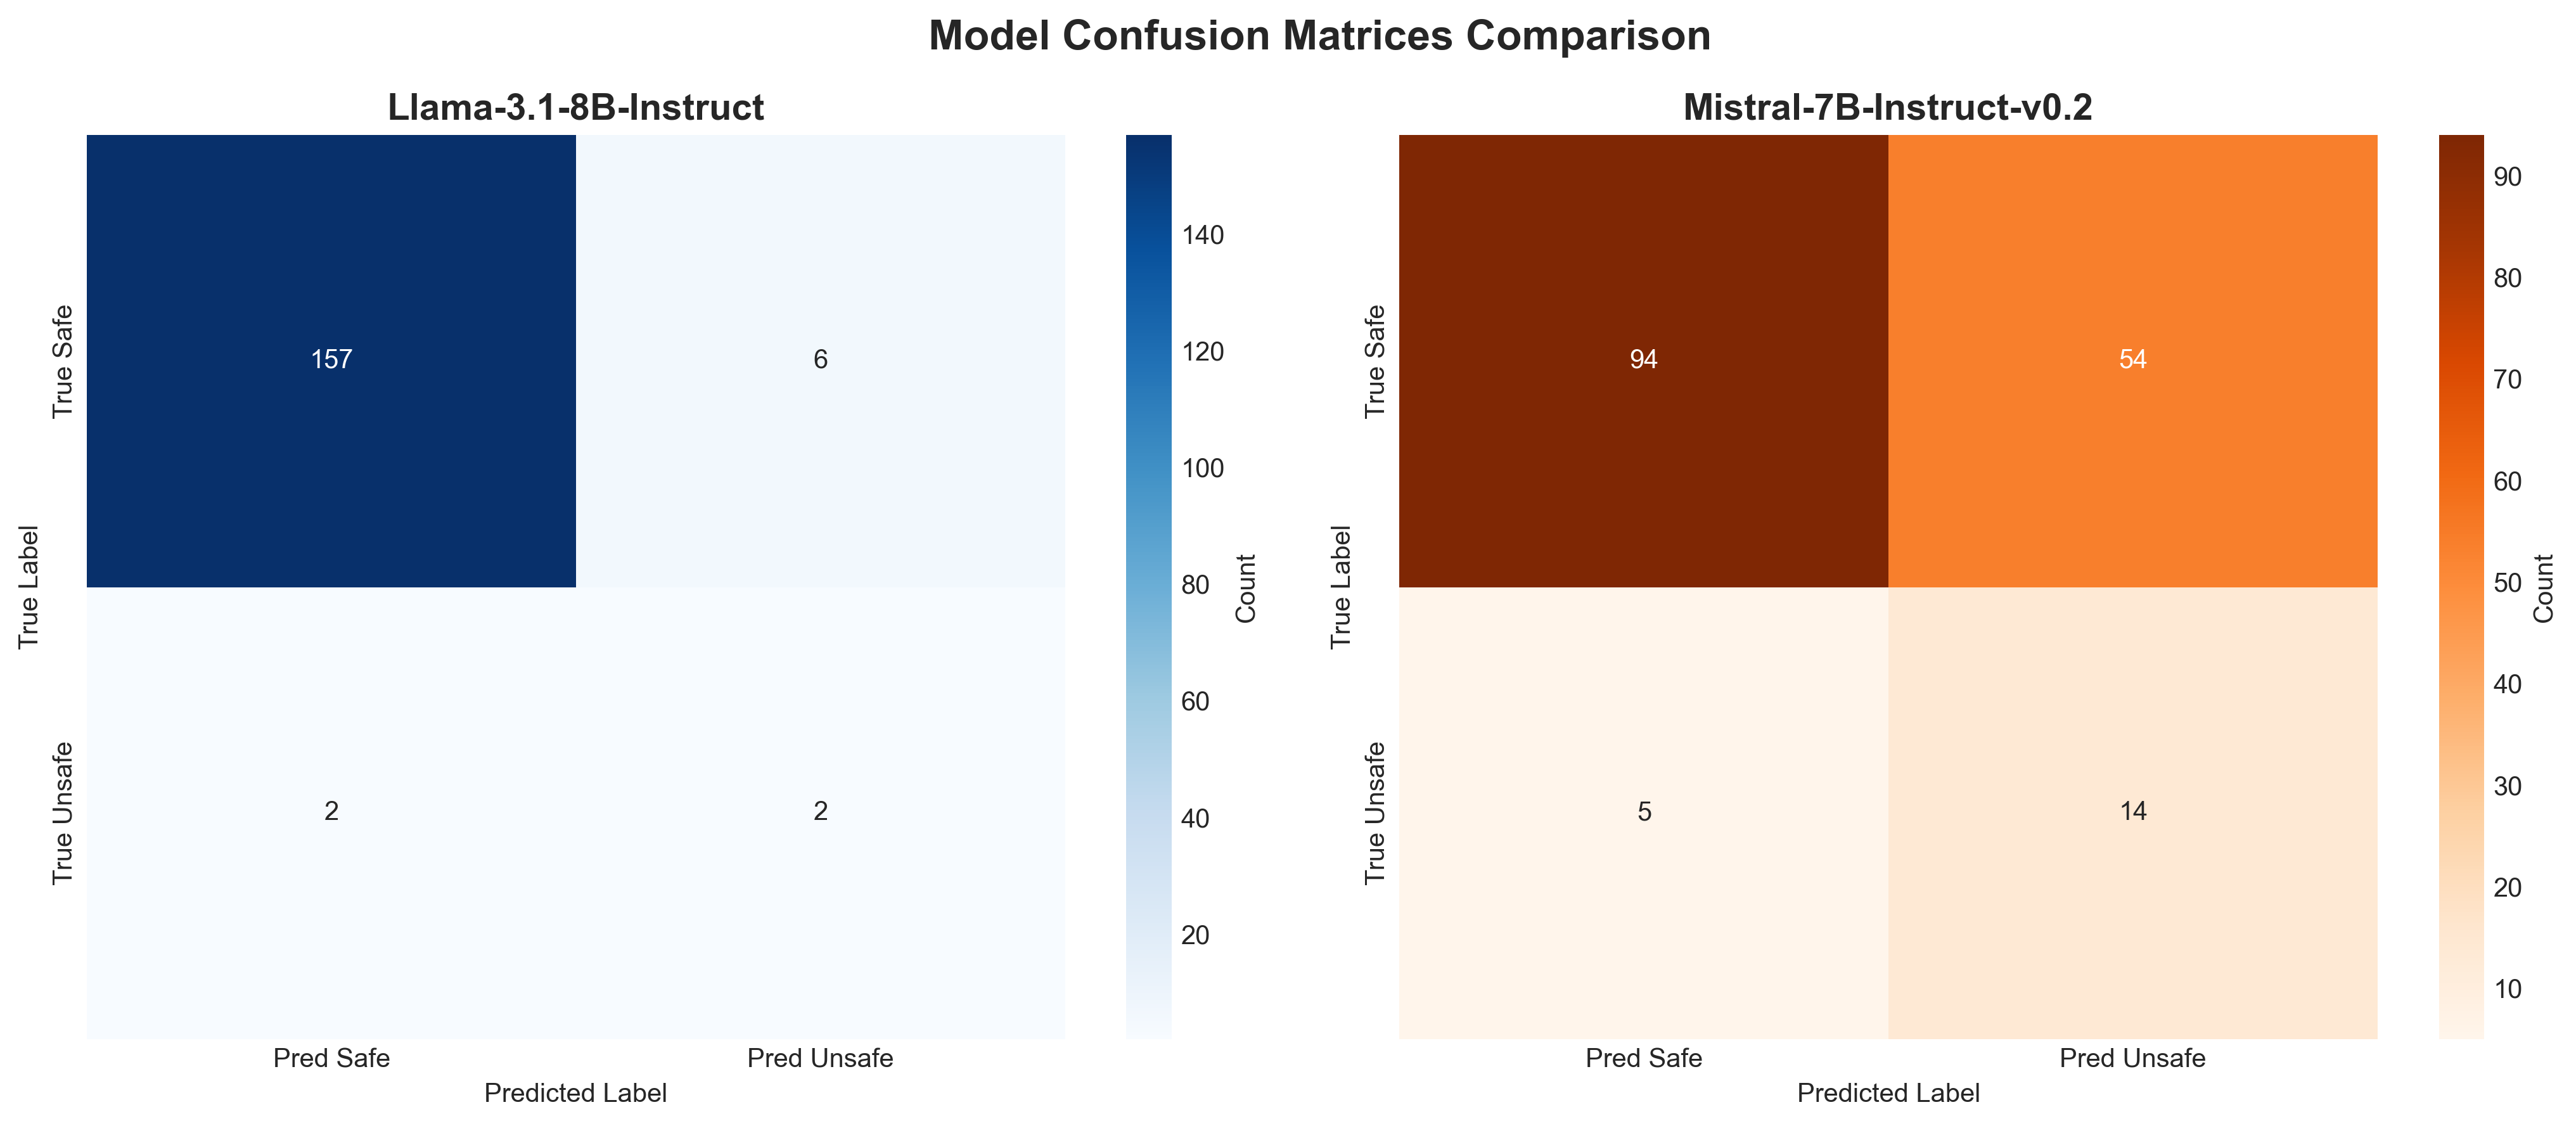 Model Confusion Matrices Comparison
Llama-3.1-8B-Instruct
True Label
True Safe
True Unsafe
157
6
2
2
Pred Safe
Pred Unsafe
Predicted Label
140
120
100
80
60
40
20
Count
Mistral-7B-Instruct-v0.2
True Label
True Safe
True Unsafe
94
54
5
14
Pred Safe
Pred Unsafe
Predicted Label
90
80
70
60
50
40
30
20
10
Count